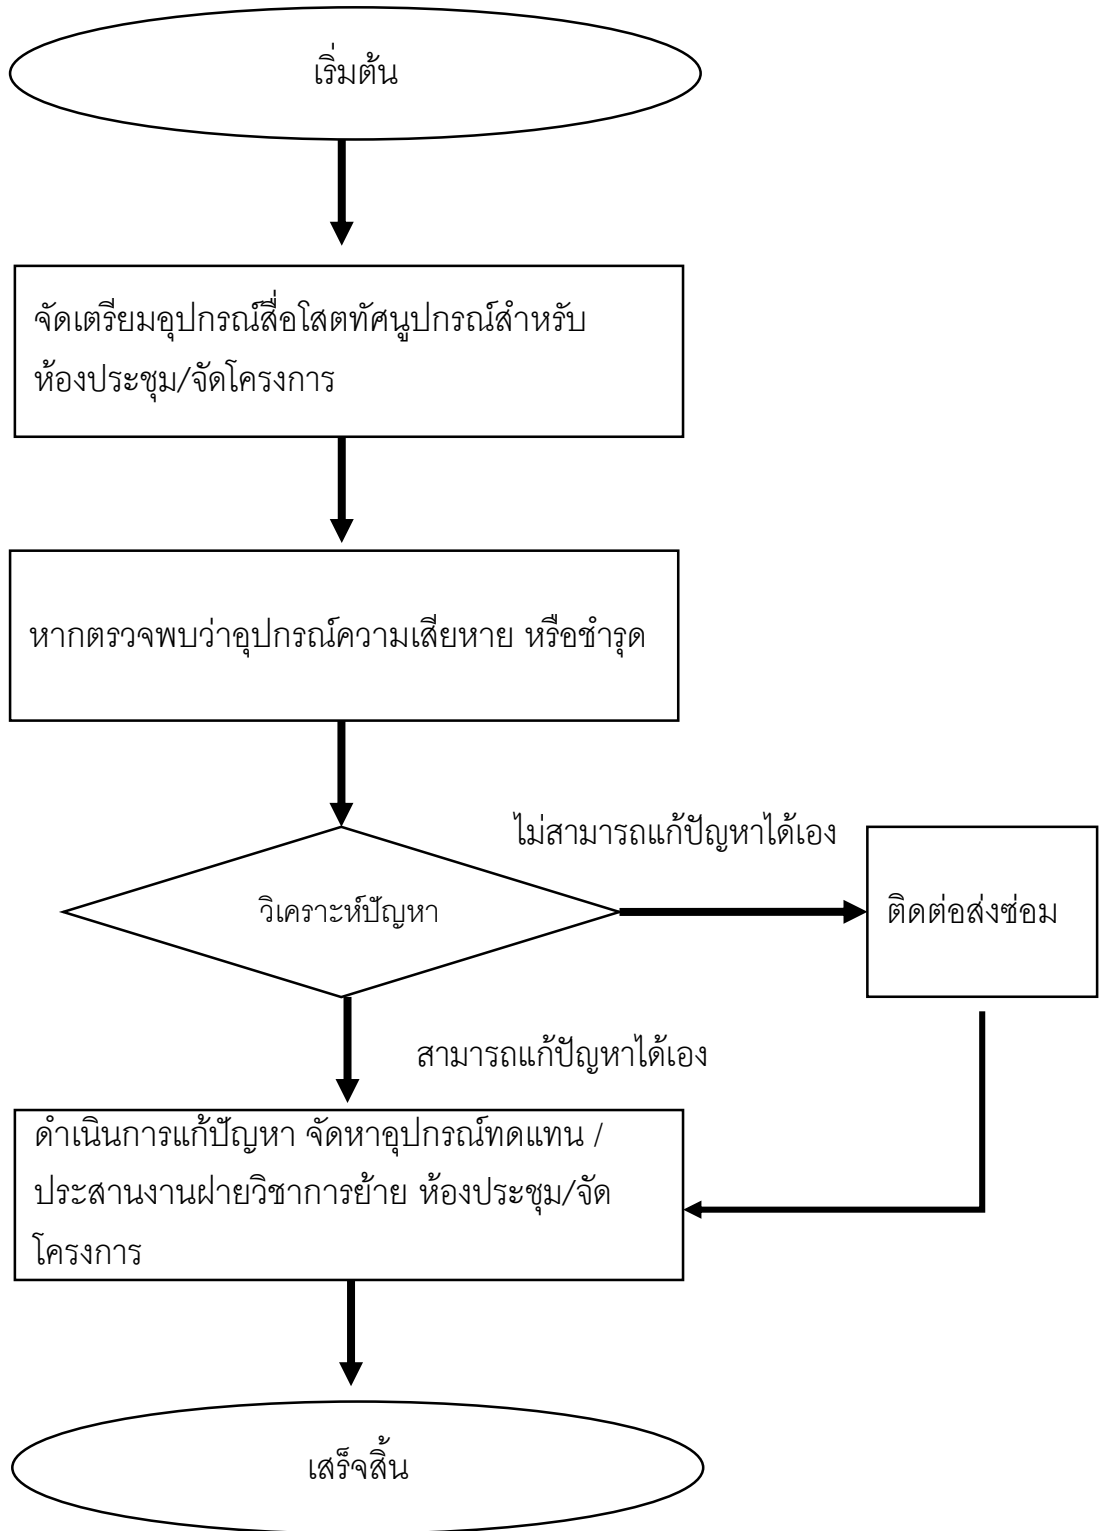 เริ่มต้น
จัดเตรียมอุปกรณ์สื่อโสตทัศนูปกรณ์สำหรับ
ห้องประชุม/จัดโครงการ
หากตรวจพบว่าอุปกรณ์ความเสียหาย หรือชำรุด
ไม่สามารถแก้ปัญหาได้เอง
วิเคราะห์ปัญหา
ติดต่อส่งซ่อม
สามารถแก้ปัญหาได้เอง
ดำเนินการแก้ปัญหา จัดหาอุปกรณ์ทดแทน /
ประสานงานฝ่ายวิชาการย้าย ห้องประชุม/จัด
โครงการ
เสร็จสิ้น